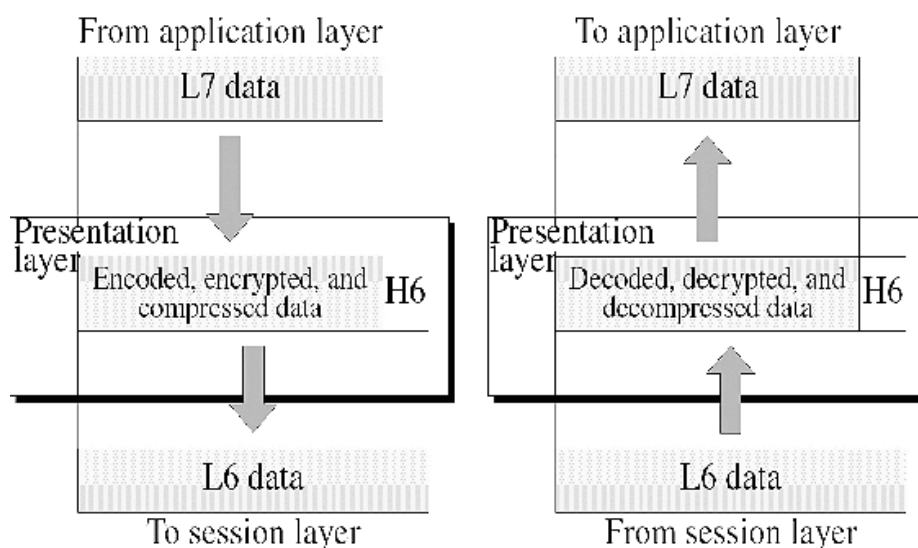 From application layer
L7 data
Presentation
layer
Encoded, encrypted, and
compressed data
H6
L6 data
To session layer
To application layer
L7 data
Presentation
layer
Decoded, decrypted, and
decompressed data
H6
L6 data
From session layer